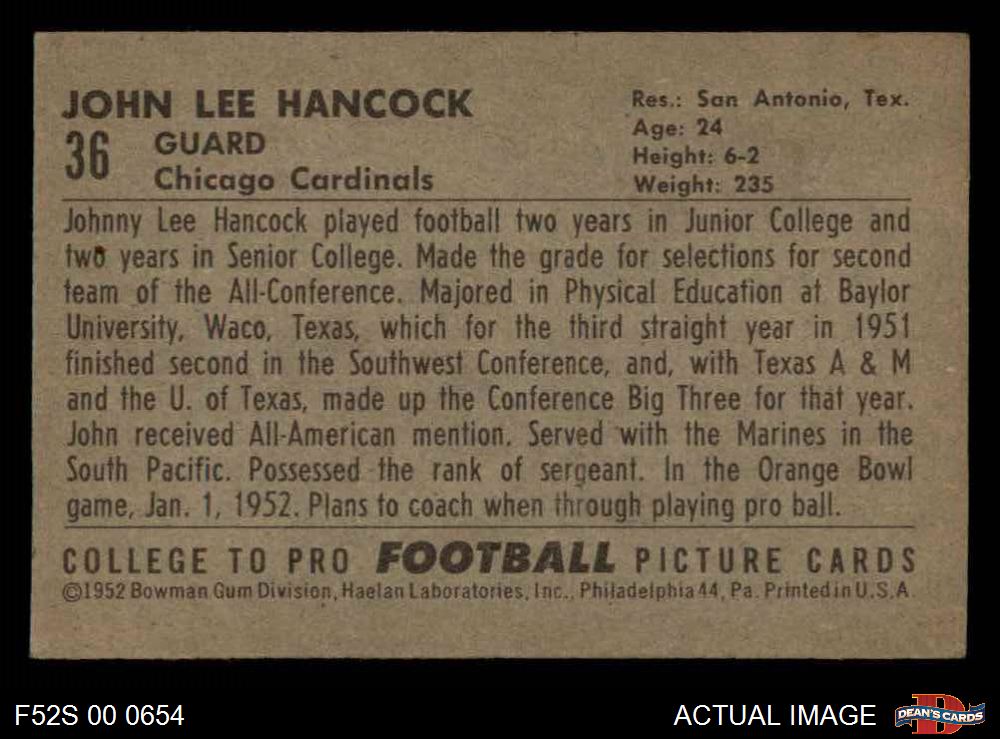 JOHN LEE HANCOCK
36 GUARD
Chicago Cardinals
Res.: San Antonio, Tex.
Age: 24
Height: 6-2
Weight: 235
Johnny Lee Hancock played football two years in Junior College and
two years in Senior College. Made the grade for selections for second
team of the All-Conference. Majored in Physical Education at Baylor
University, Waco, Texas, which for the third straight year in 1951
finished second in the Southwest Conference, and, with Texas A & M
and the U. of Texas, made up the Conference Big Three for that year.
John received All-American mention. Served with the Marines in the
South Pacific. Possessed the rank of sergeant. In the Orange Bowl
game, Jan. 1, 1952. Plans to coach when through playing pro ball.
COLLEGE TO PRO FOOTBALL PICTURE CARDS
©1952 Bowman Gum Division, Haelan Laboratories, Inc., Philadelphia 44, Pa. Printed in U.S.A.
F52S 00 0654
ACTUAL IMAGE
D
DEAN'S CARDS